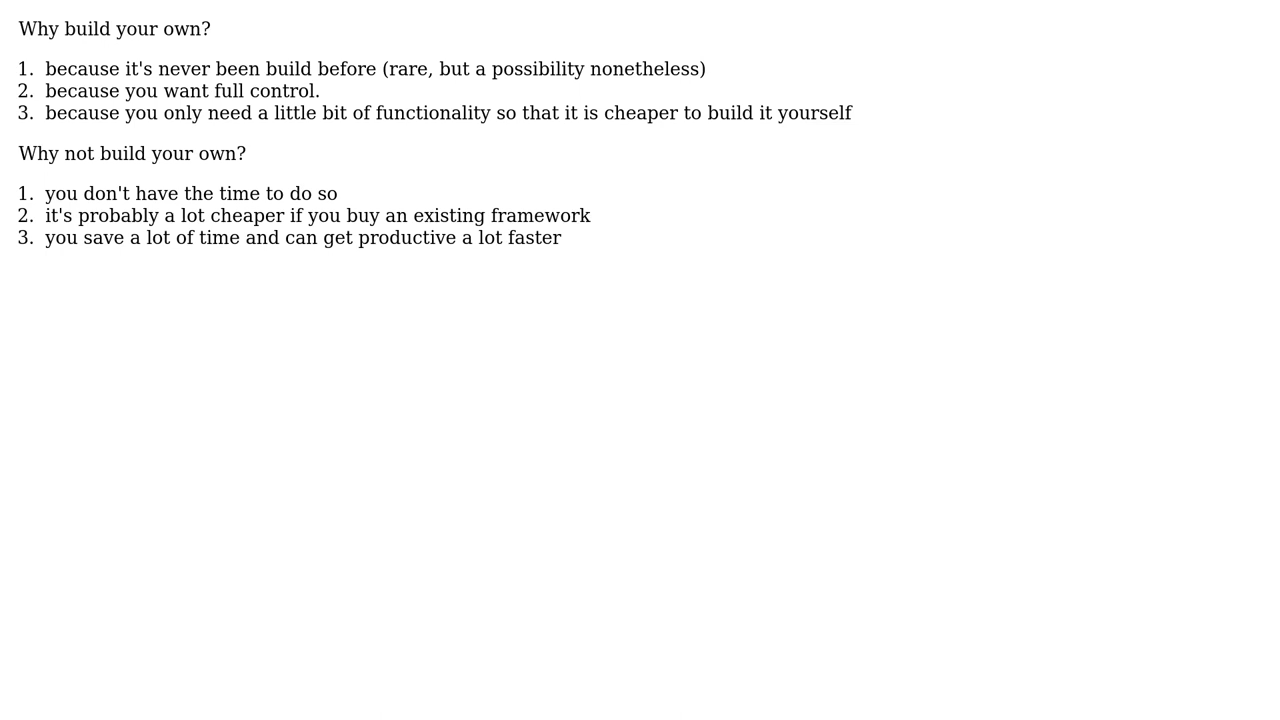 Why build your own?
1. because it's never been build before (rare, but a possibility nonetheless)
2. because you want full control.
3. because you only need a little bit of functionality so that it is cheaper to build it yourself
Why not build your own?
1. you don't have the time to do so
2. it's probably a lot cheaper if you buy an existing framework
3. you save a lot of time and can get productive a lot faster